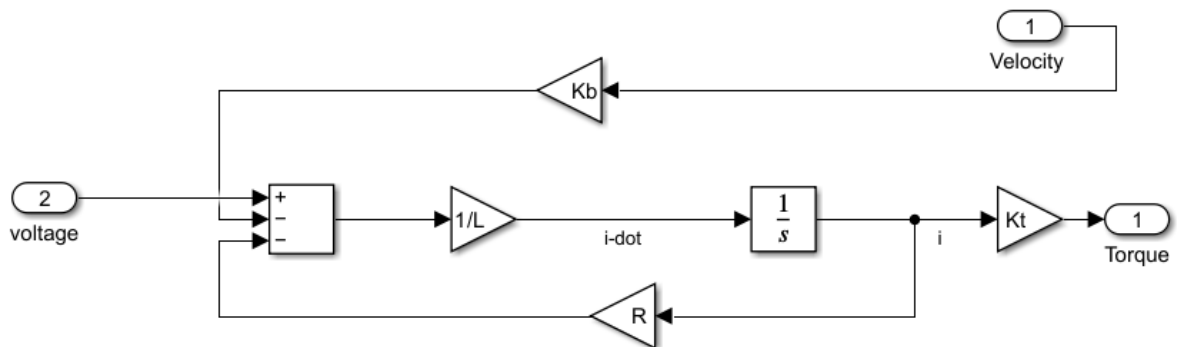 1
Velocity
Kb
2
voltage
+
−
−
1/L
i-dot
1
s
i
Kt
1
Torque
R